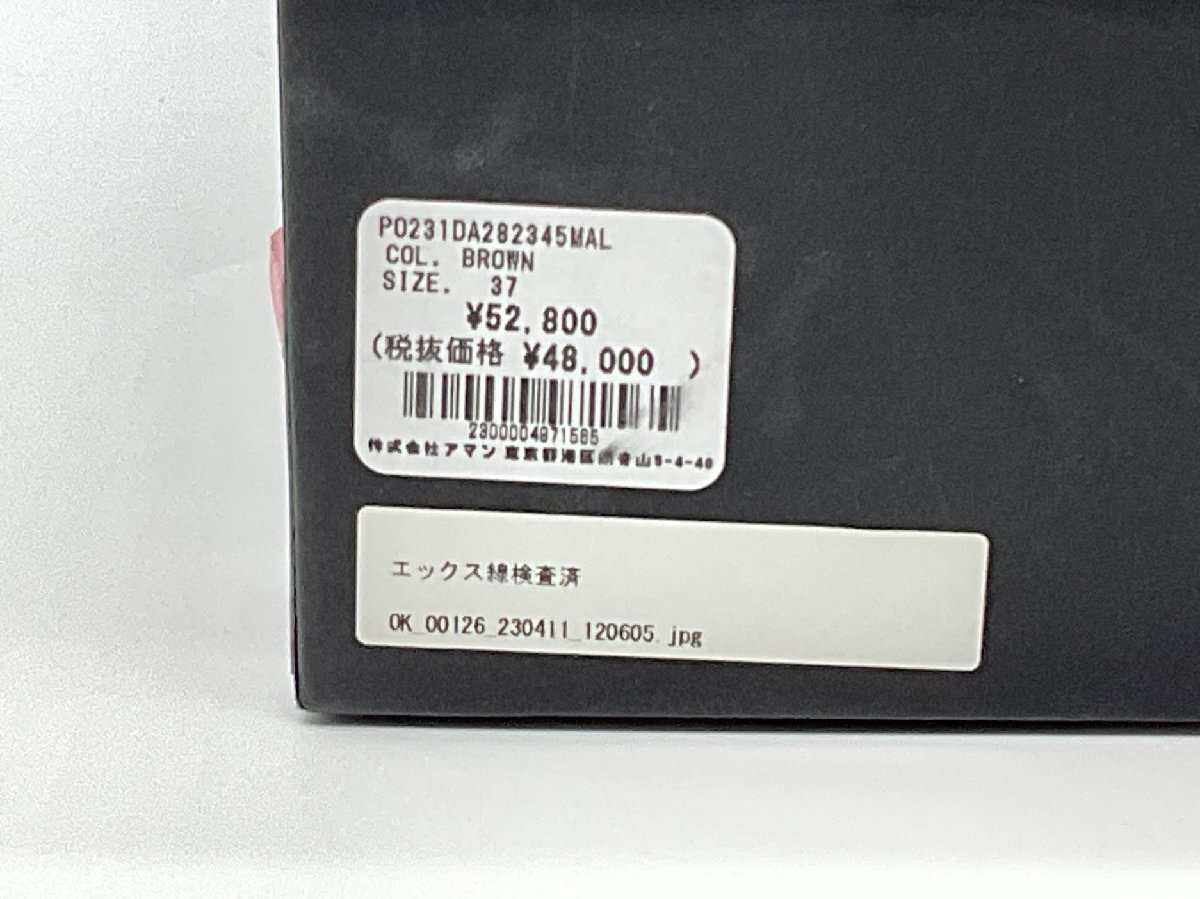 PO231DA282345MAL
COL. BROWN
SIZE. 37
¥52,800
(税抜価格 ¥48,000 )
2300004971585
株式会社アマン 東京都港区南青山5-4-40
エックス線検査済
OK_00126_230411_120605.jpg